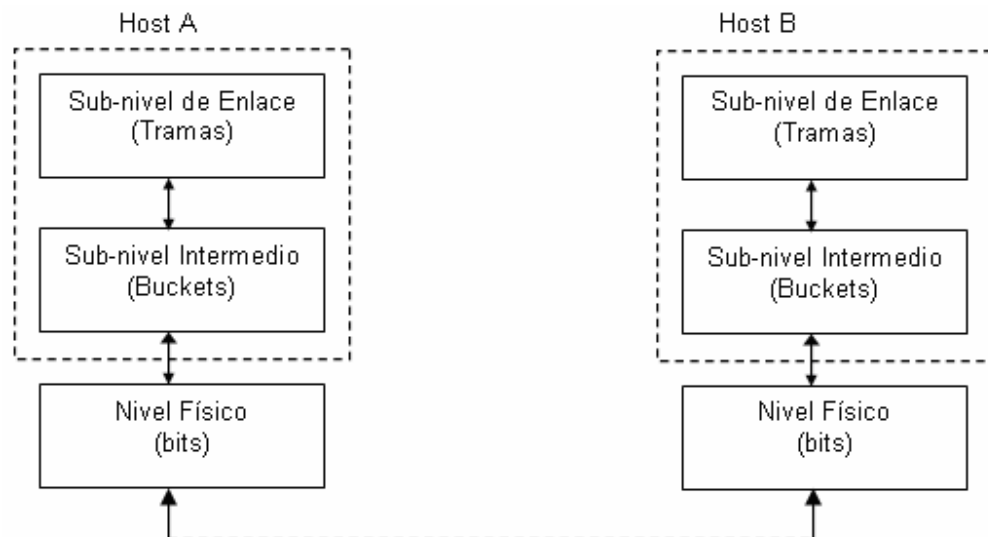 Host A
Host B
Sub-nivel de Enlace
(Tramas)
Sub-nivel de Enlace
(Tramas)
Sub-nivel Intermedio
(Buckets)
Sub-nivel Intermedio
(Buckets)
Nivel Físico
(bits)
Nivel Físico
(bits)